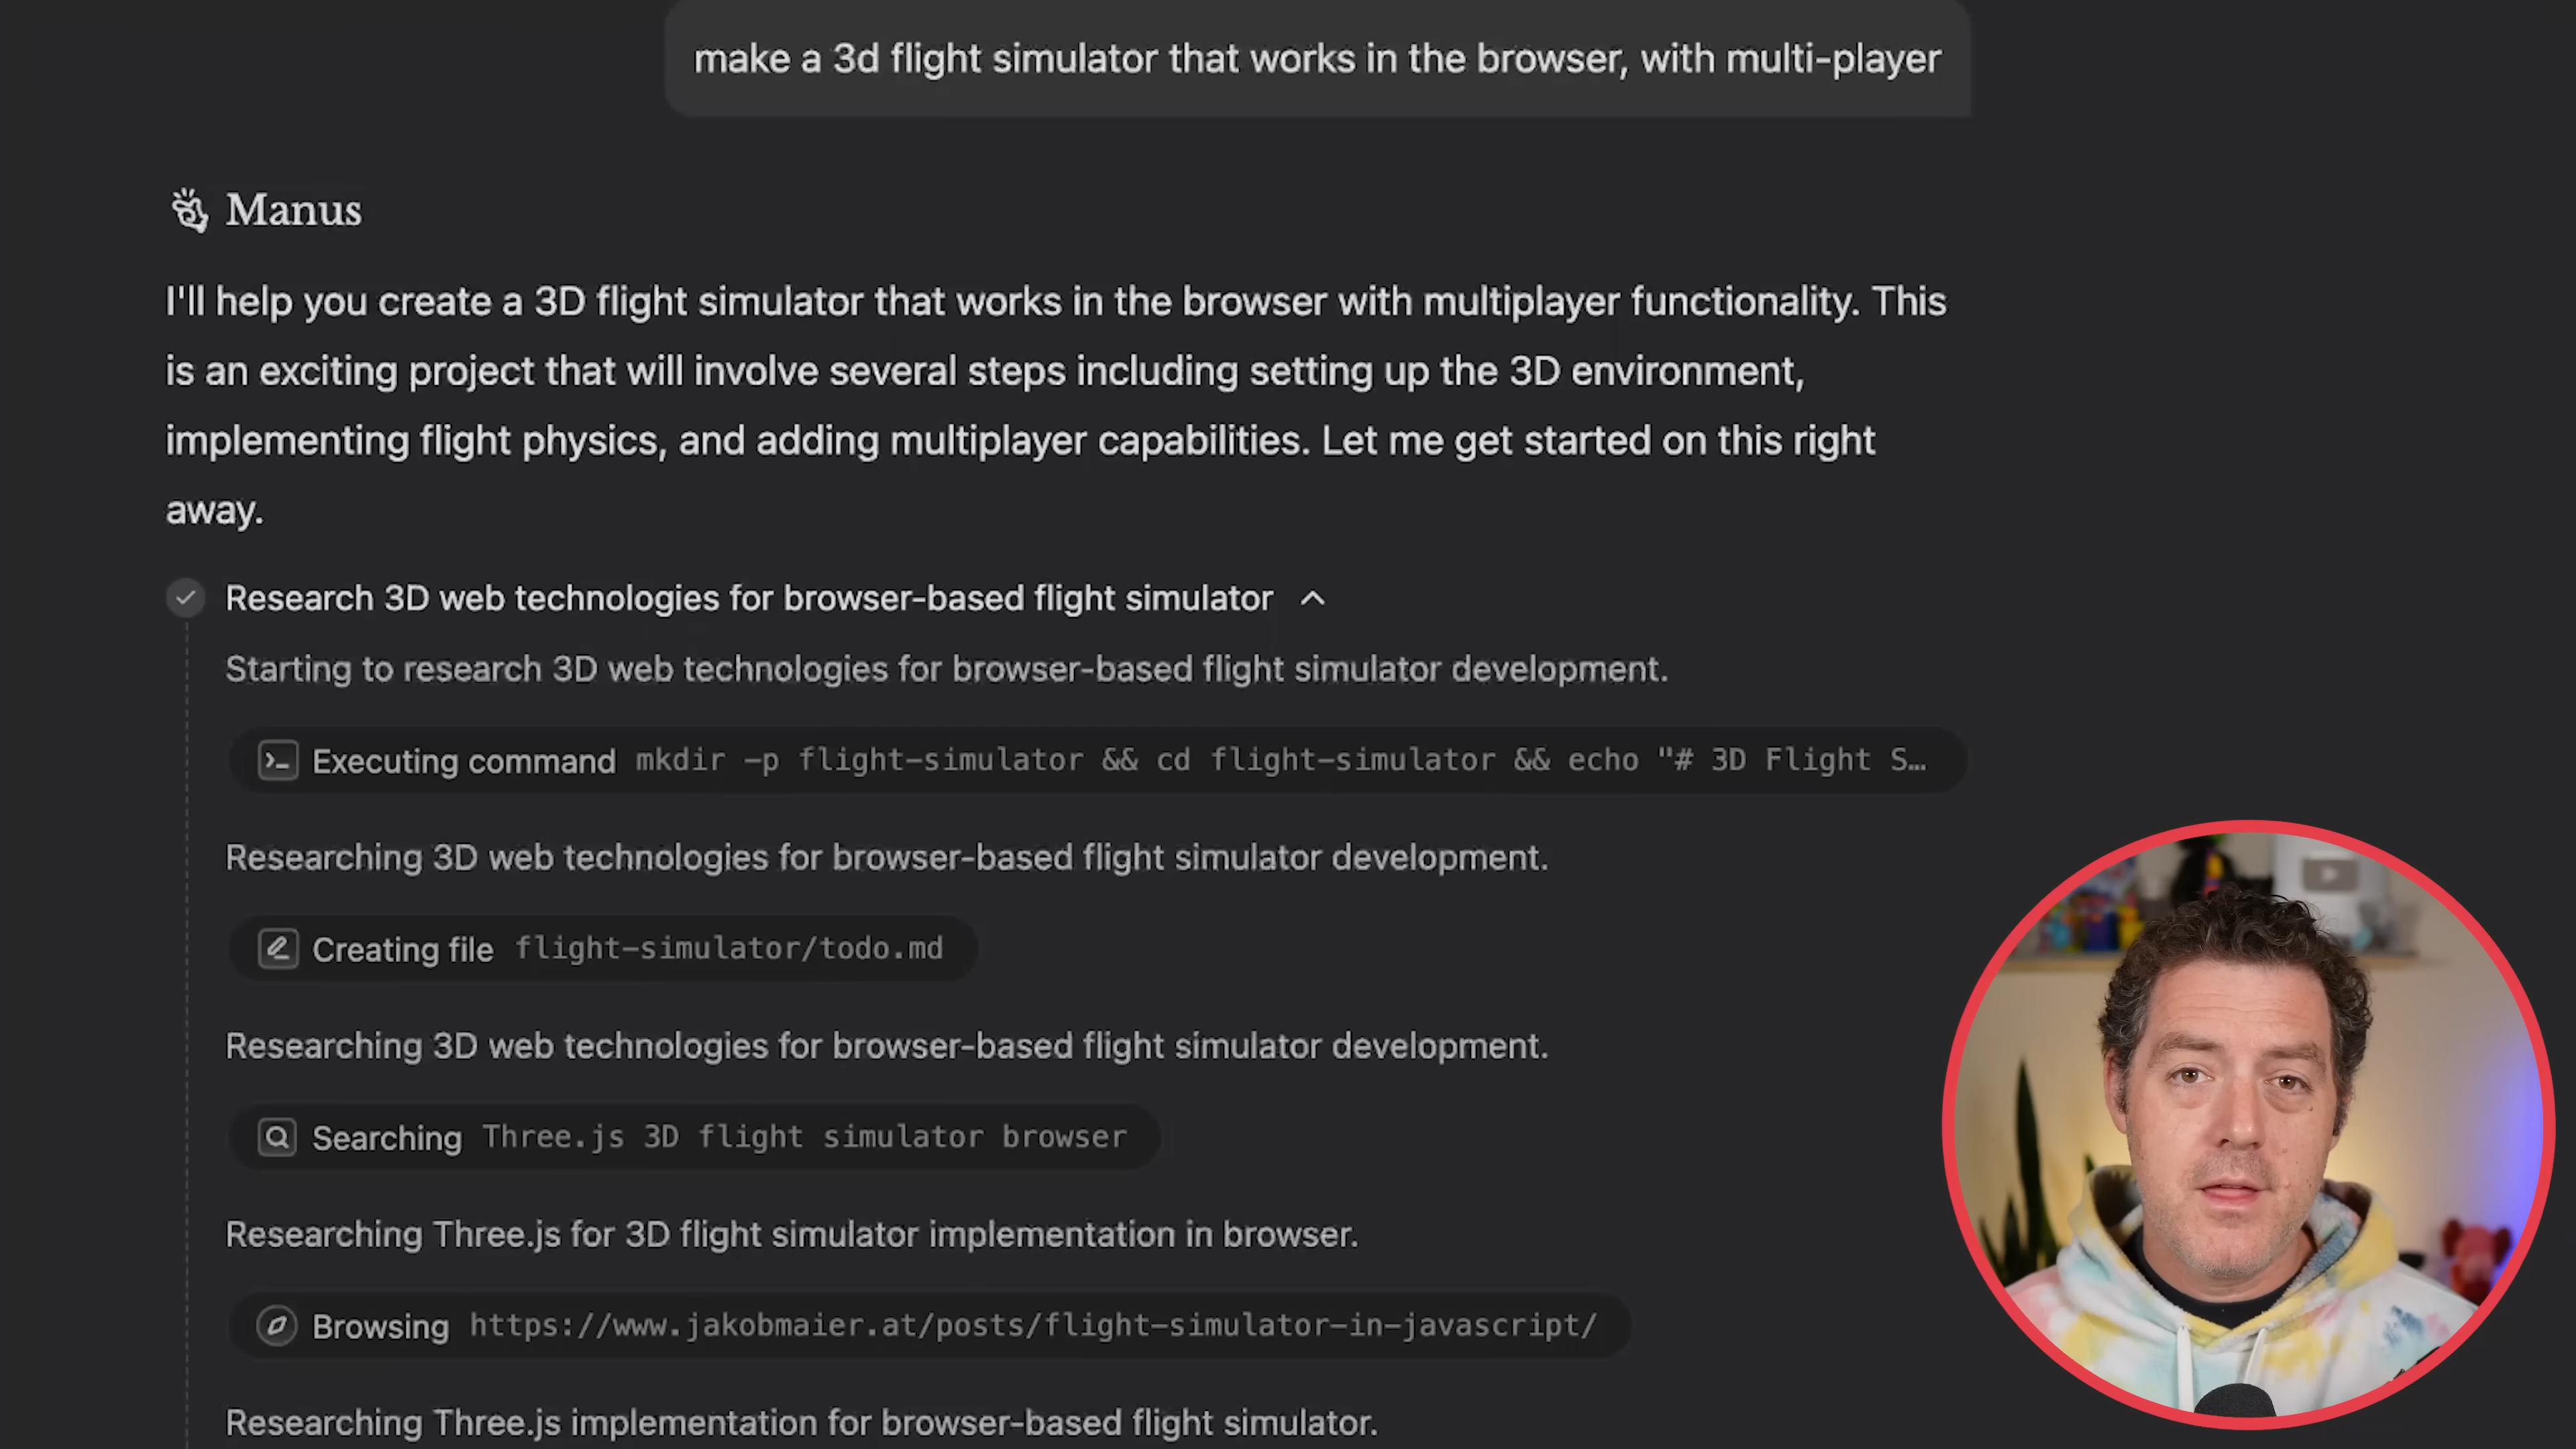 make a 3d flight simulator that works in the browser, with multi-player
Manus
I'll help you create a 3D flight simulator that works in the browser with multiplayer functionality. This
is an exciting project that will involve several steps including setting up the 3D environment,
implementing flight physics, and adding multiplayer capabilities. Let me get started on this right
away.
Research 3D web technologies for browser-based flight simulator
Starting to research 3D web technologies for browser-based flight simulator development.
Executing command mkdir -p flight-simulator && cd flight-simulator && echo "# 3D Flight S…
Researching 3D web technologies for browser-based flight simulator development.
Creating file flight-simulator/todo.md
Researching 3D web technologies for browser-based flight simulator development.
Searching Three.js 3D flight simulator browser
Researching Three.js for 3D flight simulator implementation in browser.
Browsing https://www.jakobmaier.at/posts/flight-simulator-in-javascript/
Researching Three.js implementation for browser-based flight simulator.